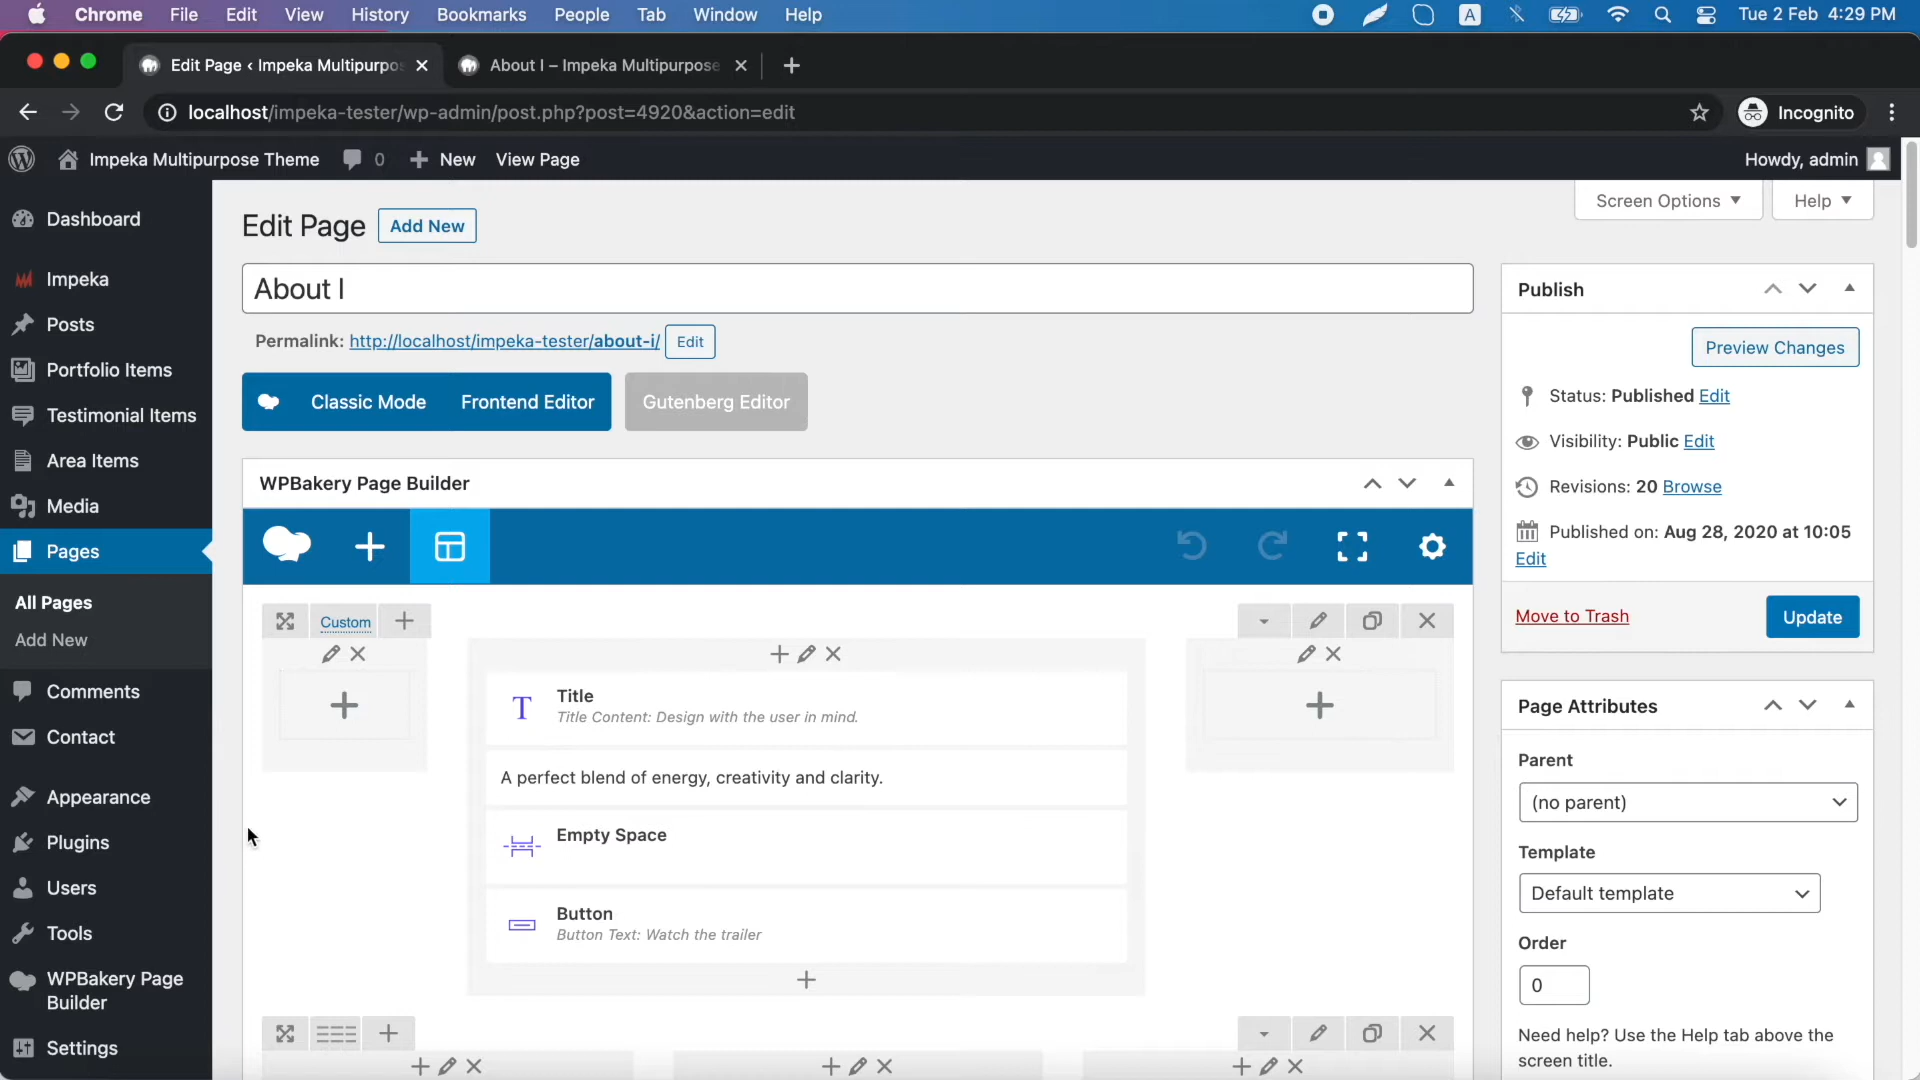 Chrome File Edit View History Bookmarks People Tab Window Help
A
Tue 2 Feb 4:29 PM
Edit Page ‹ Impeka Multipurpo
About I – Impeka Multipurpose
localhost/impeka-tester/wp-admin/post.php?post=4920&action=edit
Incognito
Impeka Multipurpose Theme 0 New View Page
Howdy, admin
Dashboard
Impeka
Posts
Portfolio Items
Testimonial Items
Area Items
Media
Pages
All Pages
Add New
Comments
Contact
Appearance
Plugins
Users
Tools
WPBakery Page
Builder
Settings
Screen Options
Help
Edit Page
Add New
About I
Permalink: http://localhost/impeka-tester/about-i/ Edit
Classic Mode Frontend Editor Gutenberg Editor
WPBakery Page Builder
Custom
Title
Title Content: Design with the user in mind.
A perfect blend of energy, creativity and clarity.
Empty Space
Button
Button Text: Watch the trailer
Publish
Preview Changes
Status: Published Edit
Visibility: Public Edit
Revisions: 20 Browse
Published on: Aug 28, 2020 at 10:05
Edit
Move to Trash
Update
Page Attributes
Parent
(no parent)
Template
Default template
Order
0
Need help? Use the Help tab above the
screen title.